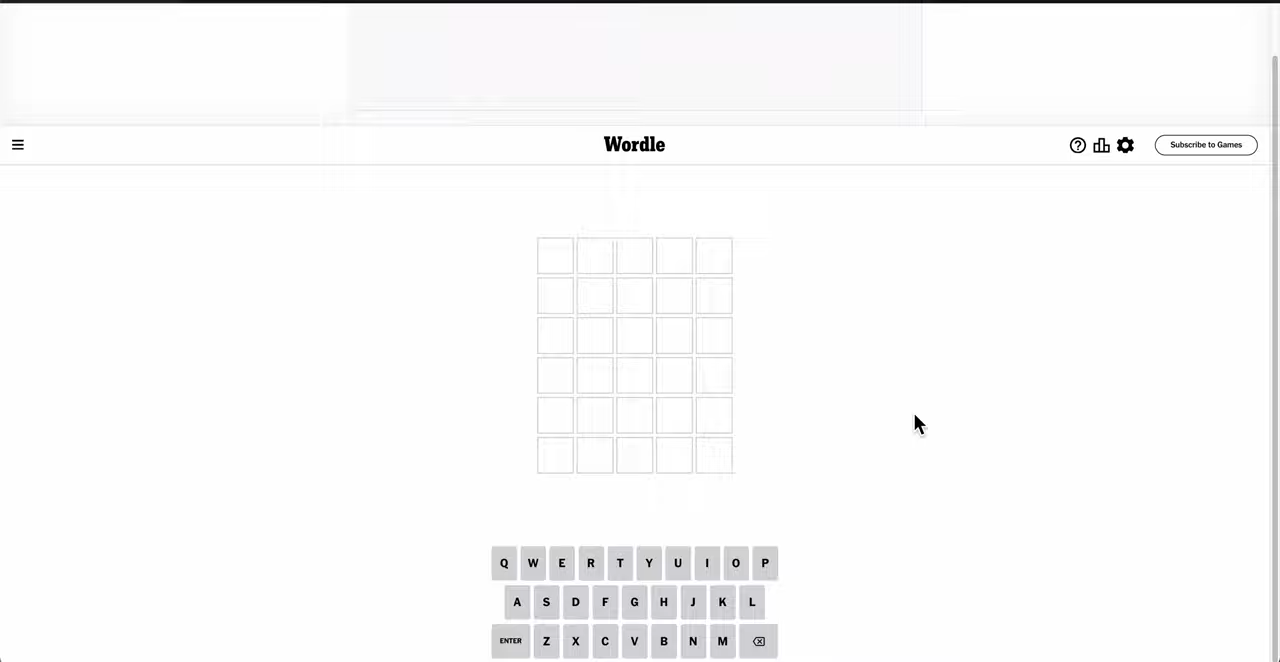 Wordle
Subscribe to Games
Q W E R T Y U I O P
A S D F G H J K L
ENTER Z X C V B N M